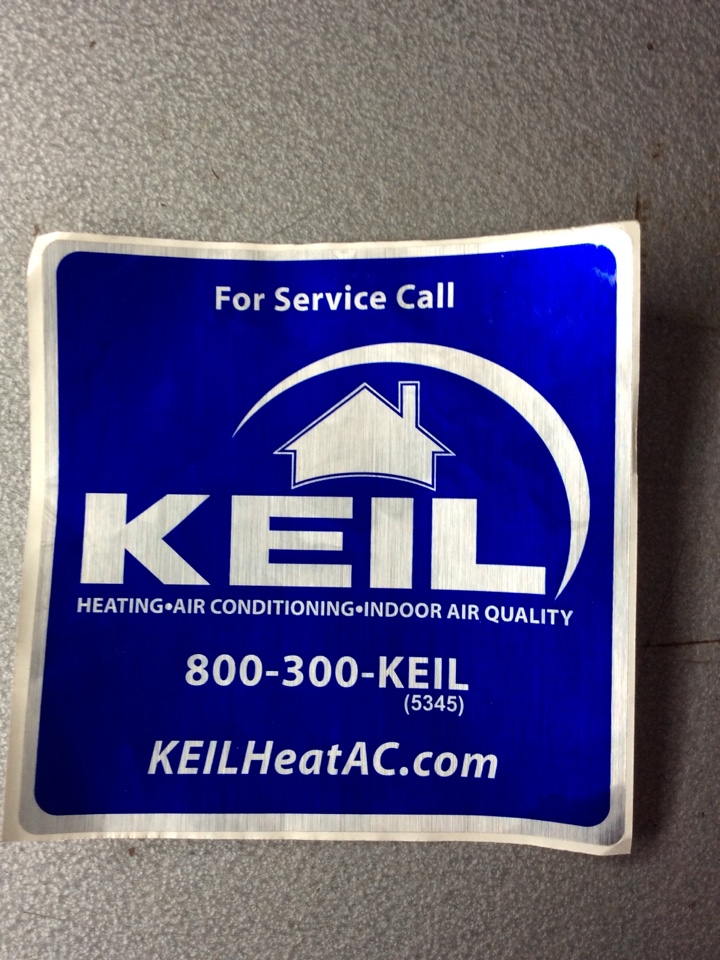 For Service Call
KEIL
HEATING•AIR CONDITIONING•INDOOR AIR QUALITY
800-300-KEIL
(5345)
KEILHeatAC.com